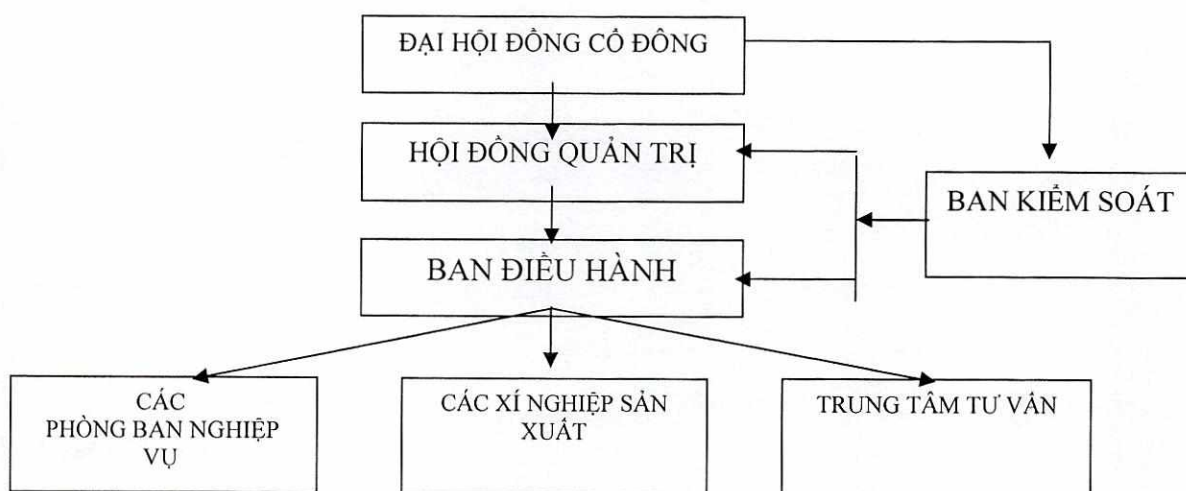 ĐẠI HỘI ĐỒNG CỔ ĐÔNG
HỘI ĐỒNG QUẢN TRỊ
BAN KIỂM SOÁT
BAN ĐIỀU HÀNH
CÁC
PHÒNG BAN NGHIỆP
VỤ
CÁC XÍ NGHIỆP SẢN
XUẤT
TRUNG TÂM TƯ VẤN